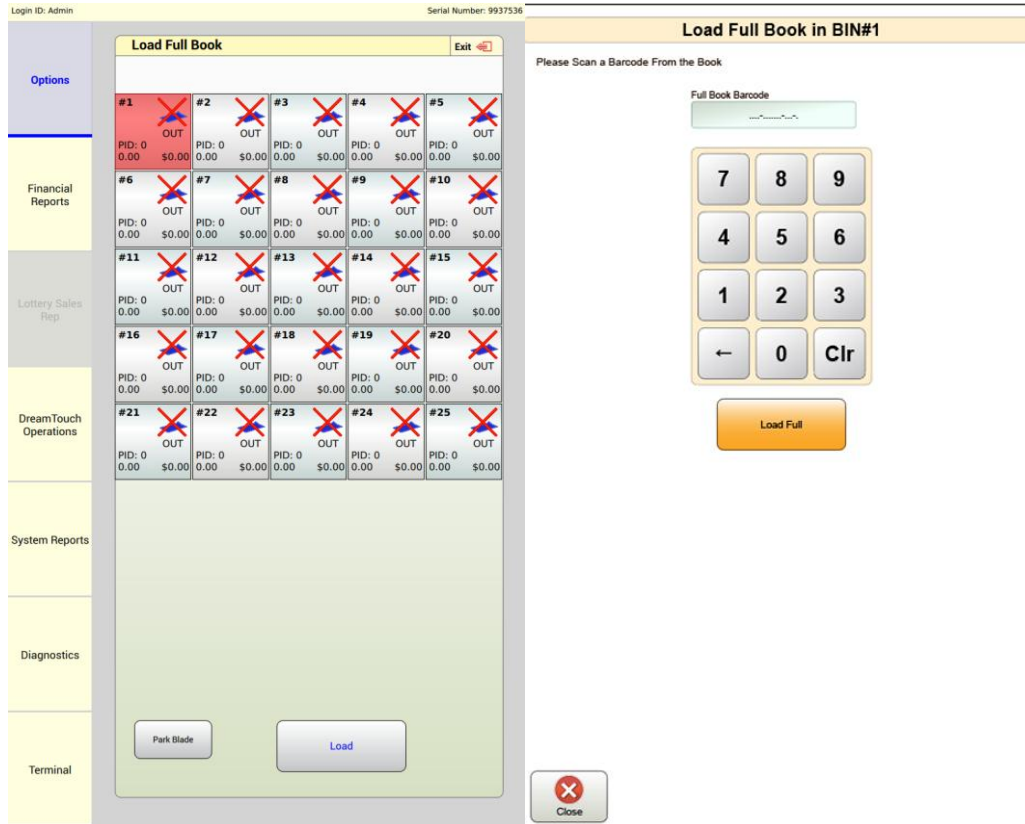 Login ID: Admin
Serial Number: 9937536
Options
Financial
Reports
Lottery Sales
Rep
DreamTouch
Operations
System Reports
Diagnostics
Terminal
Load Full Book
Exit
#1
OUT
PID: 0
0.00 $0.00
#2
OUT
PID: 0
0.00 $0.00
#3
OUT
PID: 0
0.00 $0.00
#4
OUT
PID: 0
0.00 $0.00
#5
OUT
PID: 0
0.00 $0.00
#6
OUT
PID: 0
0.00 $0.00
#7
OUT
PID: 0
0.00 $0.00
#8
OUT
PID: 0
0.00 $0.00
#9
OUT
PID: 0
0.00 $0.00
#10
OUT
PID: 0
0.00 $0.00
#11
OUT
PID: 0
0.00 $0.00
#12
OUT
PID: 0
0.00 $0.00
#13
OUT
PID: 0
0.00 $0.00
#14
OUT
PID: 0
0.00 $0.00
#15
OUT
PID: 0
0.00 $0.00
#16
OUT
PID: 0
0.00 $0.00
#17
OUT
PID: 0
0.00 $0.00
#18
OUT
PID: 0
0.00 $0.00
#19
OUT
PID: 0
0.00 $0.00
#20
OUT
PID: 0
0.00 $0.00
#21
OUT
PID: 0
0.00 $0.00
#22
OUT
PID: 0
0.00 $0.00
#23
OUT
PID: 0
0.00 $0.00
#24
OUT
PID: 0
0.00 $0.00
#25
OUT
PID: 0
0.00 $0.00
Park Blade
Load
Load Full Book in BIN#1
Please Scan a Barcode From the Book
Full Book Barcode
....-.......-...-.
7 8 9
4 5 6
1 2 3
← 0 Clr
Load Full
Close